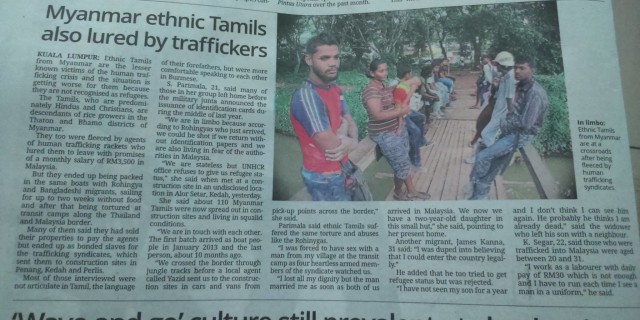 Penas Utara over the past month.
Myanmar ethnic Tamils
also lured by traffickers
KUALA LUMPUR: Ethnic Tamils
from Myanmar are the lesser
known victims of the human traf-
ficking crisis and the situation is
getting worse for them because
they are not recognised as refugees.
The Tamils, who are predomi-
nately Hindus and Christians, are
descendants of rice growers in the
Thaton and Bhamo districts of
Myanmar.
They too were fleeced by agents
of human trafficking rackets who
lured them to leave with promises
of a monthly salary of RM1,500 in
Malaysia.
But they ended up being packed
in the same boats with Rohingya
and Bangladeshi migrants, sailing
for up to two weeks without food
and after that being tortured at
transit camps along the Thailand
and Malaysia border.
Many of them said they had sold
their properties to pay the agents
but ended up as bonded slaves for
the trafficking syndicates, which
sent them to construction sites in
Penang, Kedah and Perlis.
Most of those interviewed were
not articulate in Tamil, the language
of their forefathers, but were more
comfortable speaking to each other
in Burmese.
S. Parimala, 21, said many of
those in her group left home before
the military junta announced the
issuance of identification cards du-
ring the middle of last year.
"We are in limbo because accor-
ding to Rohingyas who just arrived,
we could be shot if we return with-
out identification papers and we
are also living in fear of the autho-
rities in Malaysia.
"We are stateless but UNHCR
office refuses to give us refugee sta-
tus," she said when met at a con-
struction site in an undisclosed loca-
tion in Alor Setar, Kedah, yesterday.
She said about 110 Myanmar
Tamils were now spread out in con-
struction sites and living in squalid
conditions.
"We are in touch with each other.
The first batch arrived as boat peo-
ple in January 2013 and the last
person, about 10 months ago.
"We crossed the border through
jungle tracks before a local agent
called Yazid sent us to the construc-
tion sites in cars and vans from
In limbo:
Ethnic Tamils
from Myanmar
are at a
crossroads
after being
fleeced by
human
trafficking
syndicates.
pick-up points across the border,"
she said.
Parimala said ethnic Tamils suf-
fered the same torture and abuses
like the Rohingyas.
"I was forced to have sex with a
man from my village at the transit
camp as four heartless armed mem-
bers of the syndicate watched us.
"I lost all my dignity but the man
married me as soon as both of us
arrived in Malaysia. We now we
have a two-year-old daughter in
this small but," she said, pointing to
her present home.
Another migrant, James Kanna,
31 said: "I was duped into believing
that I could enter the country legal-
ly."
He added that he too tried to get
refugee status but was rejected.
"I have not seen my son for a year
and I don't think I can see him
again. He probably he thinks I am
already dead," said the widower
who left his son with a neighbour.
K. Segar, 22, said those who were
trafficked into Malaysia were aged
between 20 and 31.
"I work as a labourer with daily
pay of RM30 which is not enough
and I have to run each time I see a
man in a uniform," he said.